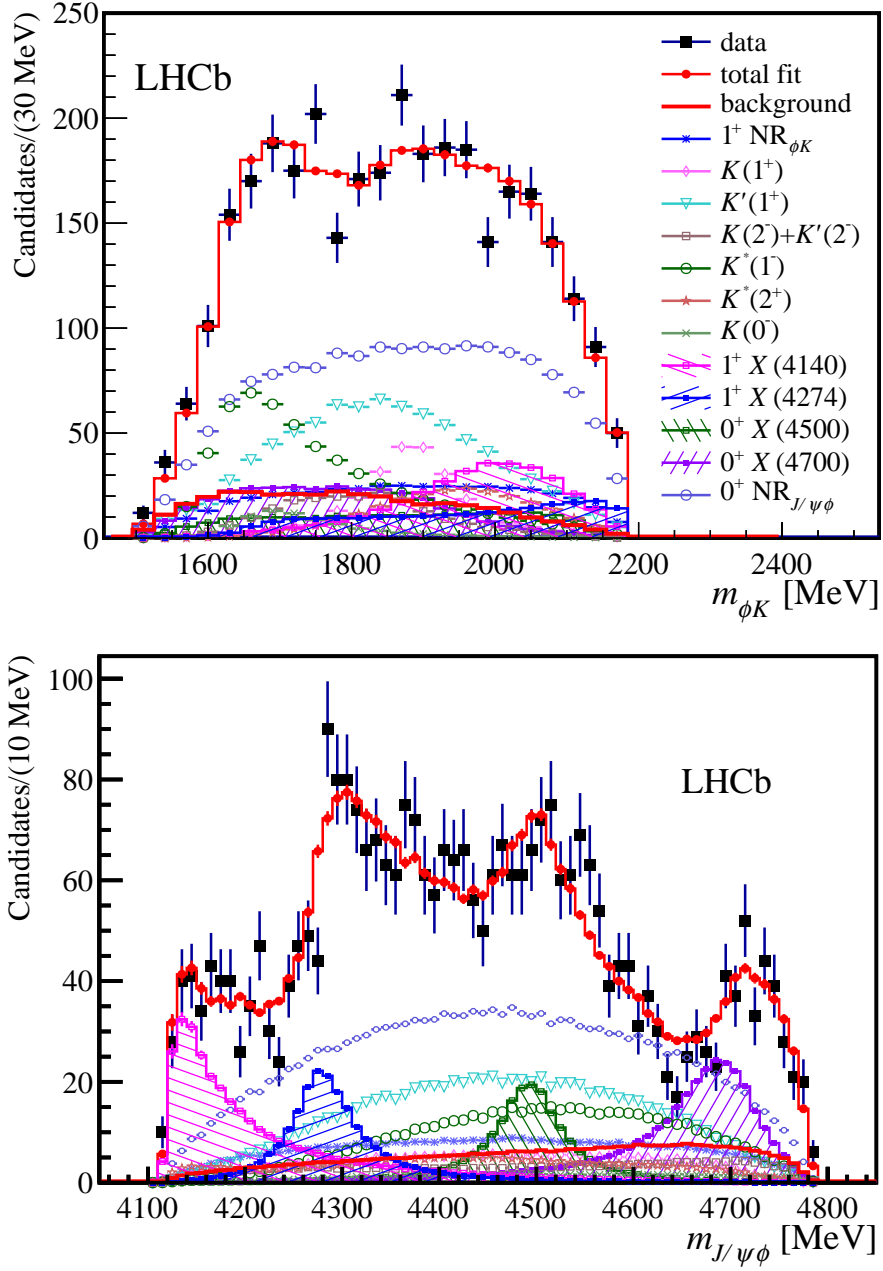 250
200
150
100
50
0
Candidates/(30 MeV)
LHCb
data
total fit
background
1⁺ NR_ϕK
K(1⁺)
K′(1⁺)
K(2⁻)+K′(2⁻)
K*(1⁻)
K*(2⁺)
K(0⁻)
1⁺ X (4140)
1⁺ X (4274)
0⁺ X (4500)
0⁺ X (4700)
0⁺ NR_J/ψϕ
1600 1800 2000 2200 2400
m_ϕK [MeV]
100
80
60
40
20
0
Candidates/(10 MeV)
LHCb
4100 4200 4300 4400 4500 4600 4700 4800
m_J/ψϕ [MeV]